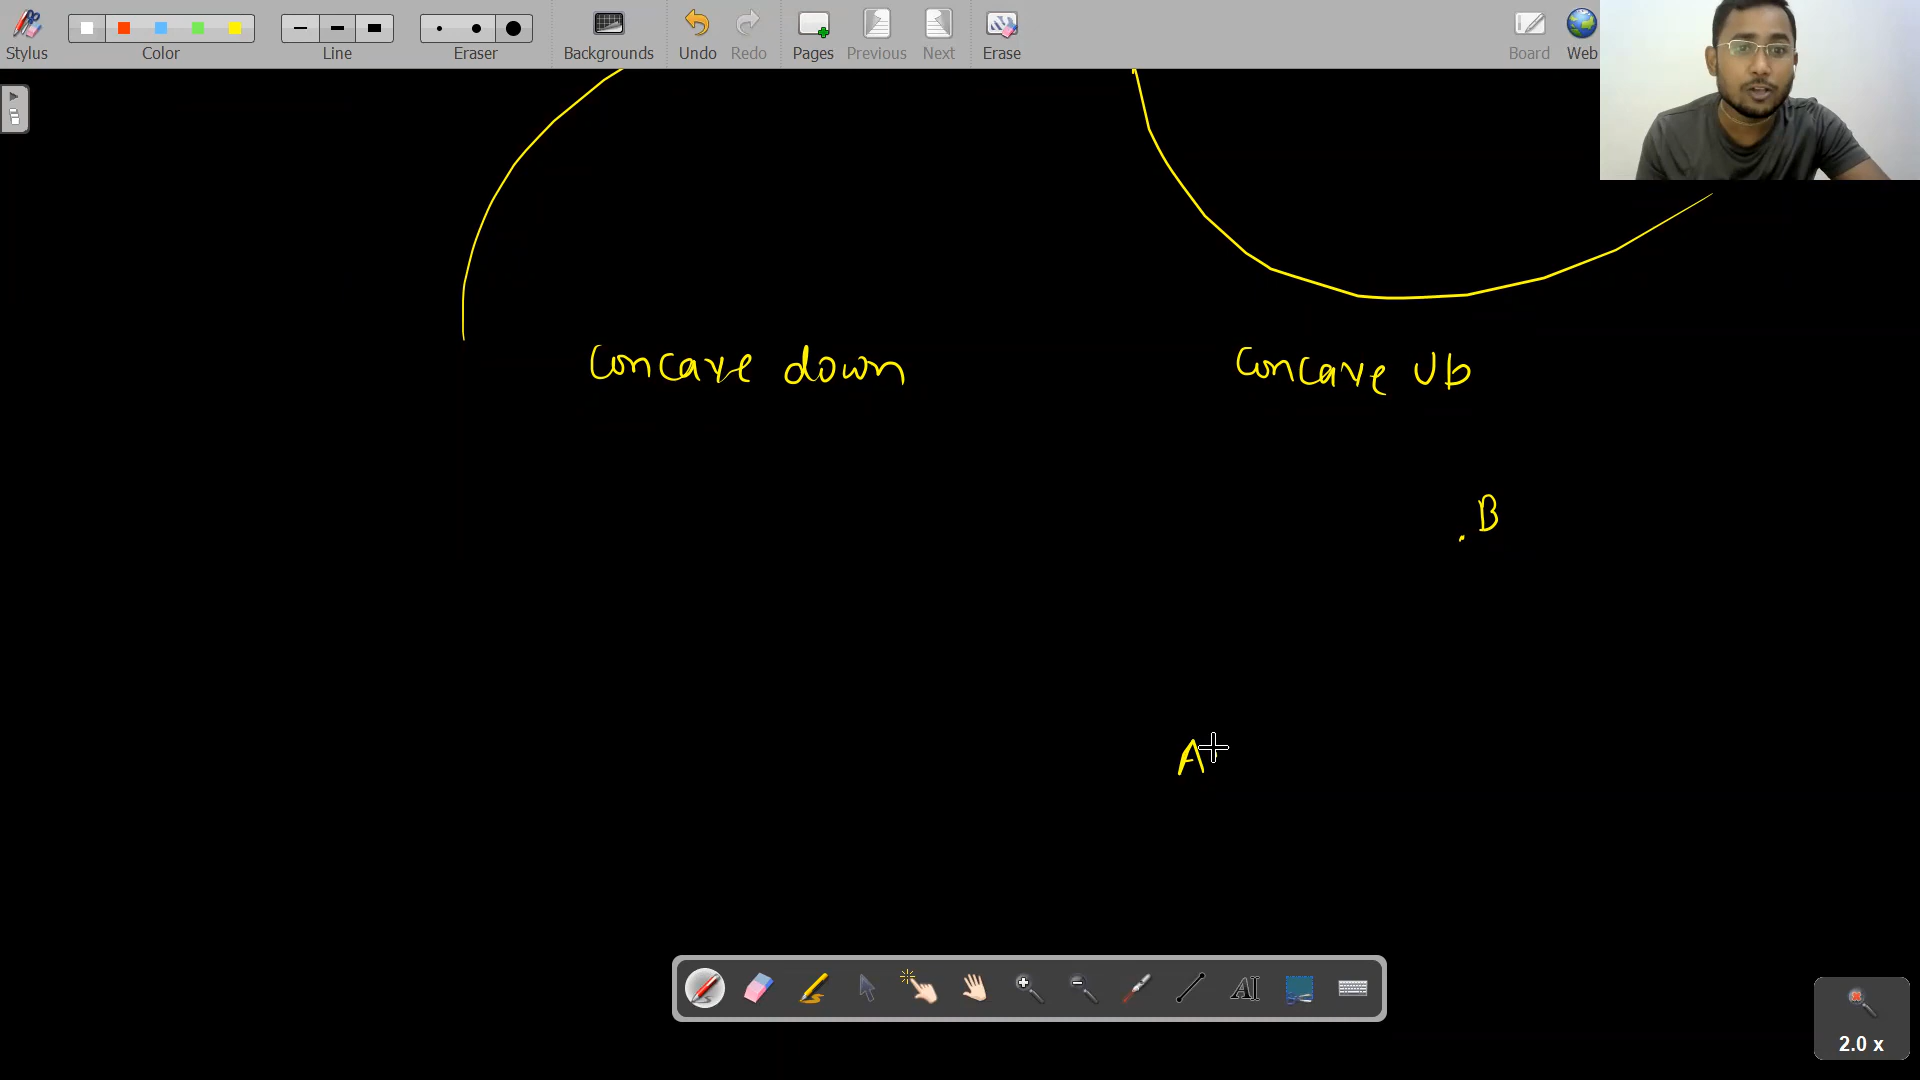 Stylus Color Line Eraser Backgrounds Undo Redo Pages Previous Next Erase Board Web
concave down concave Ub
B
A
AI
2.0 x